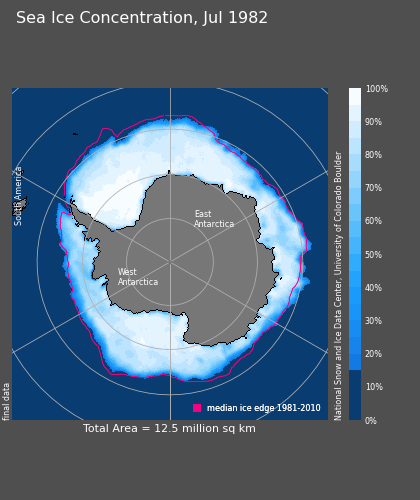 Sea Ice Concentration, Jul 1982
100%
90%
80%
70%
60%
50%
40%
30%
20%
10%
0%
National Snow and Ice Data Center, University of Colorado Boulder
South America
East
Antarctica
West
Antarctica
final data
median ice edge 1981-2010
Total Area = 12.5 million sq km